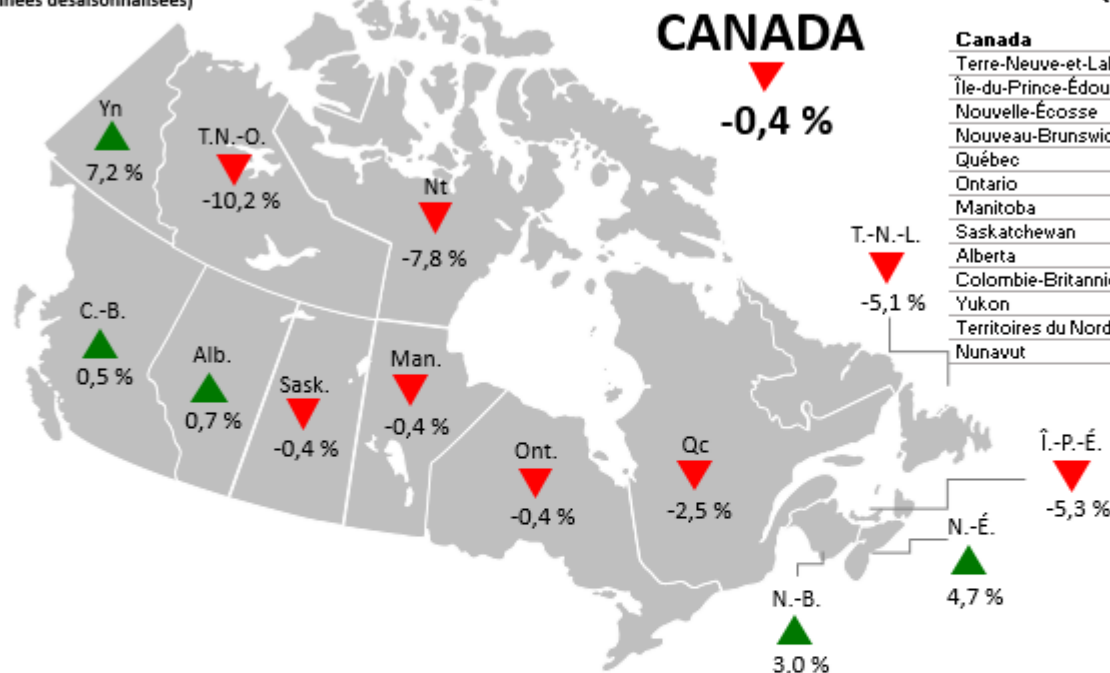 désaisonnalisées)
CANADA
-0,4 %
Canada
Terre-Neuve-et-Lab
Île-du-Prince-Édou
Nouvelle-Écosse
Nouveau-Brunswic
Québec
Ontario
Manitoba
Saskatchewan
Alberta
Colombie-Britanni
Yukon
Territoires du Nord
Nunavut
Yn
7,2 %
T.N.-O.
-10,2 %
Nt
-7,8 %
T.-N.-L.
-5,1 %
C.-B.
0,5 %
Alb.
0,7 %
Sask.
-0,4 %
Man.
-0,4 %
Ont.
-0,4 %
Qc
-2,5 %
Î.-P.-É.
-5,3 %
N.-É.
4,7 %
N.-B.
3,0 %